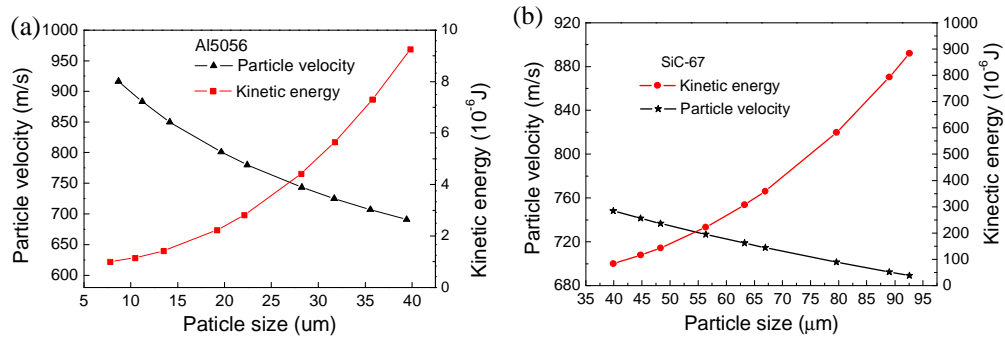 (a)
Al5056
Particle velocity
Kinetic energy
Particle velocity (m/s)
1000
950
900
850
800
750
700
650
600
10
8
6
4
2
0
Kinetic energy (10⁻⁶J)
5 10 15 20 25 30 35 40
Paticle size (um)
(b)
SiC-67
Kinetic energy
Particle velocity
Particle velocity (m/s)
920
880
840
800
760
720
680
1000
900
800
700
600
500
400
300
200
100
0
Kinectic energy (10⁻⁶J)
35 40 45 50 55 60 65 70 75 80 85 90 95
Particle size (μm)